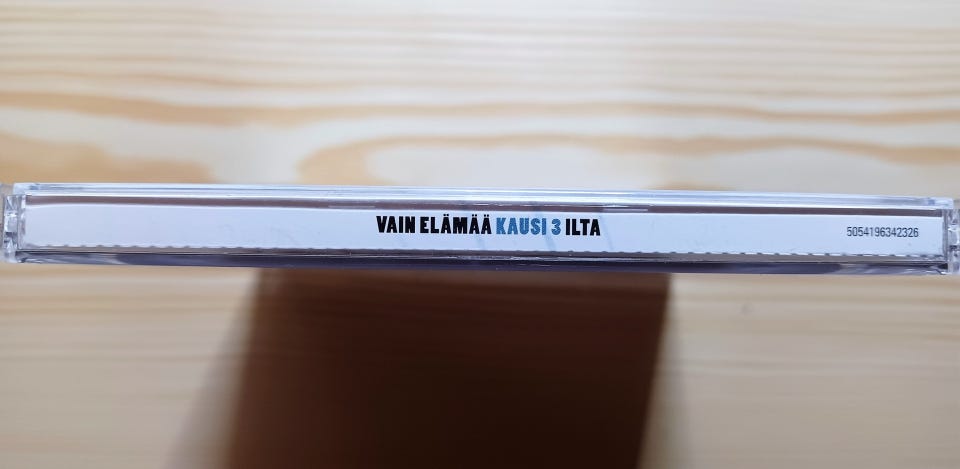 VAIN ELÄMÄÄ KAUSI 3 ILTA
5054196342326